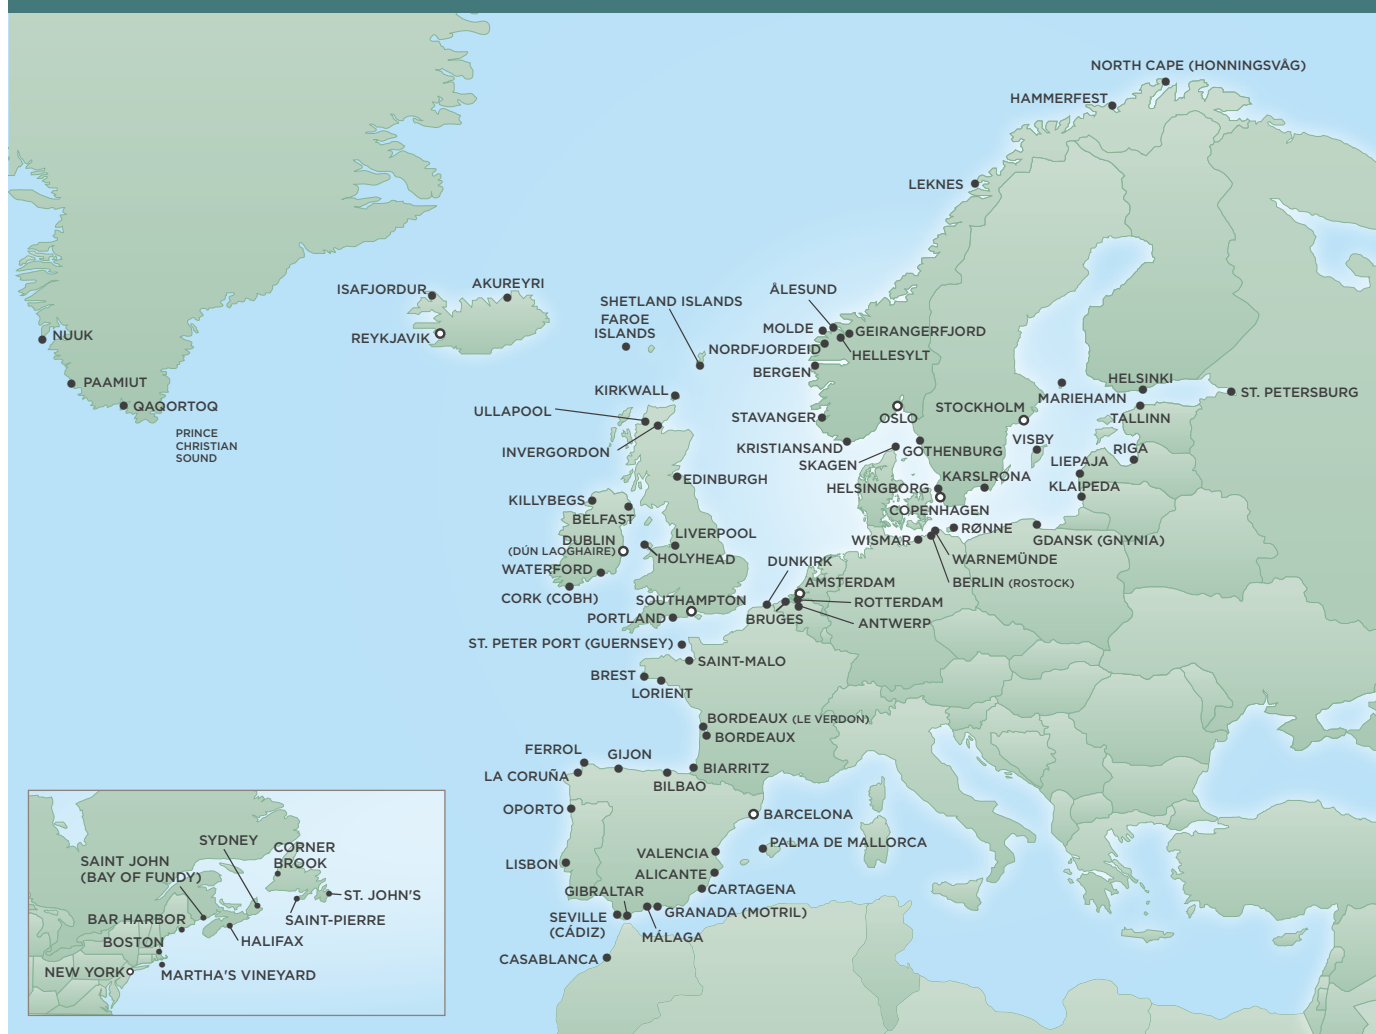 NORTH CAPE (HONNINGSVÅG)
HAMMERFEST
LEKNES
ISAFJORDUR
AKUREYRI
REYKJAVIK
NUUK
PAAMIUT
QAQORTOQ
PRINCE
CHRISTIAN
SOUND
SHETLAND ISLANDS
FAROE
ISLANDS
ÅLESUND
MOLDE
GEIRANGERFJORD
NORDFJORDEID
HELLESYLT
BERGEN
KIRKWALL
ULLAPOOL
INVERGORDON
STAVANGER
OSLO
STOCKHOLM
MARIEHAMN
HELSINKI
ST. PETERSBURG
TALLINN
KRISTIANSAND
SKAGEN
GOTHENBURG
VISBY
RIGA
LIEPAJA
KLAIPEDA
EDINBURGH
HELSINGBORG
KARSLRØNA
COPENHAGEN
KILLYBEGS
BELFAST
DUBLIN
(DÚN LAOGHAIRE)
LIVERPOOL
HOLYHEAD
WATERFORD
CORK (COBH)
WISMAR
RØNNE
GDANSK (GNYNIA)
WARNEMÜNDE
BERLIN (ROSTOCK)
DUNKIRK
AMSTERDAM
ROTTERDAM
BRUGES
ANTWERP
SOUTHAMPTON
PORTLAND
ST. PETER PORT (GUERNSEY)
SAINT-MALO
BREST
LORIENT
BORDEAUX (LE VERDON)
BORDEAUX
FERROL
GIJON
BIARRITZ
LA CORUÑA
BILBAO
OPORTO
BARCELONA
LISBON
VALENCIA
PALMA DE MALLORCA
ALICANTE
GIBRALTAR
CARTAGENA
SEVILLE
(CÁDIZ)
GRANADA (MOTRIL)
MÁLAGA
CASABLANCA
SYDNEY
CORNER
BROOK
SAINT JOHN
(BAY OF FUNDY)
ST. JOHN'S
BAR HARBOR
SAINT-PIERRE
BOSTON
HALIFAX
NEW YORK
MARTHA'S VINEYARD